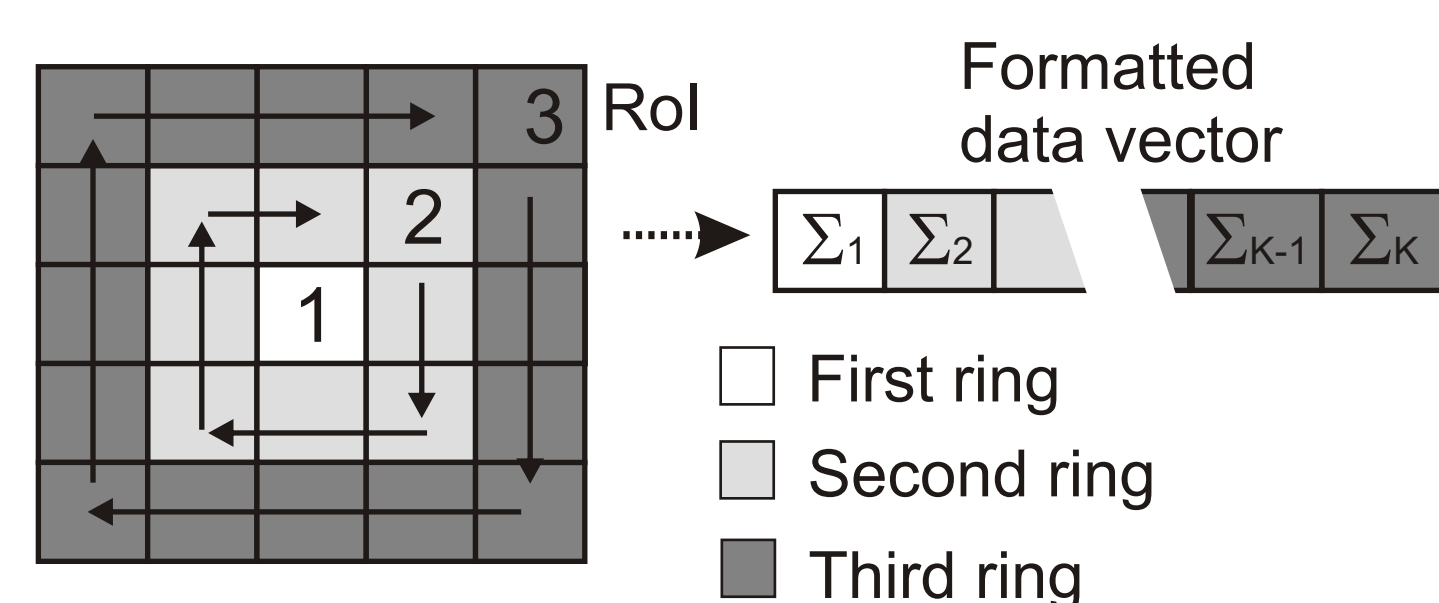 3
RoI
2
1
Formatted
data vector
Σ1 Σ2 ΣK-1 ΣK
First ring
Second ring
Third ring